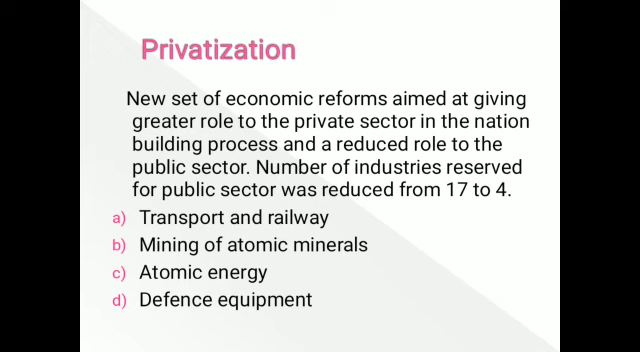 Privatization
New set of economic reforms aimed at giving
greater role to the private sector in the nation
building process and a reduced role to the
public sector. Number of industries reserved
for public sector was reduced from 17 to 4.
a) Transport and railway
b) Mining of atomic minerals
c) Atomic energy
d) Defence equipment